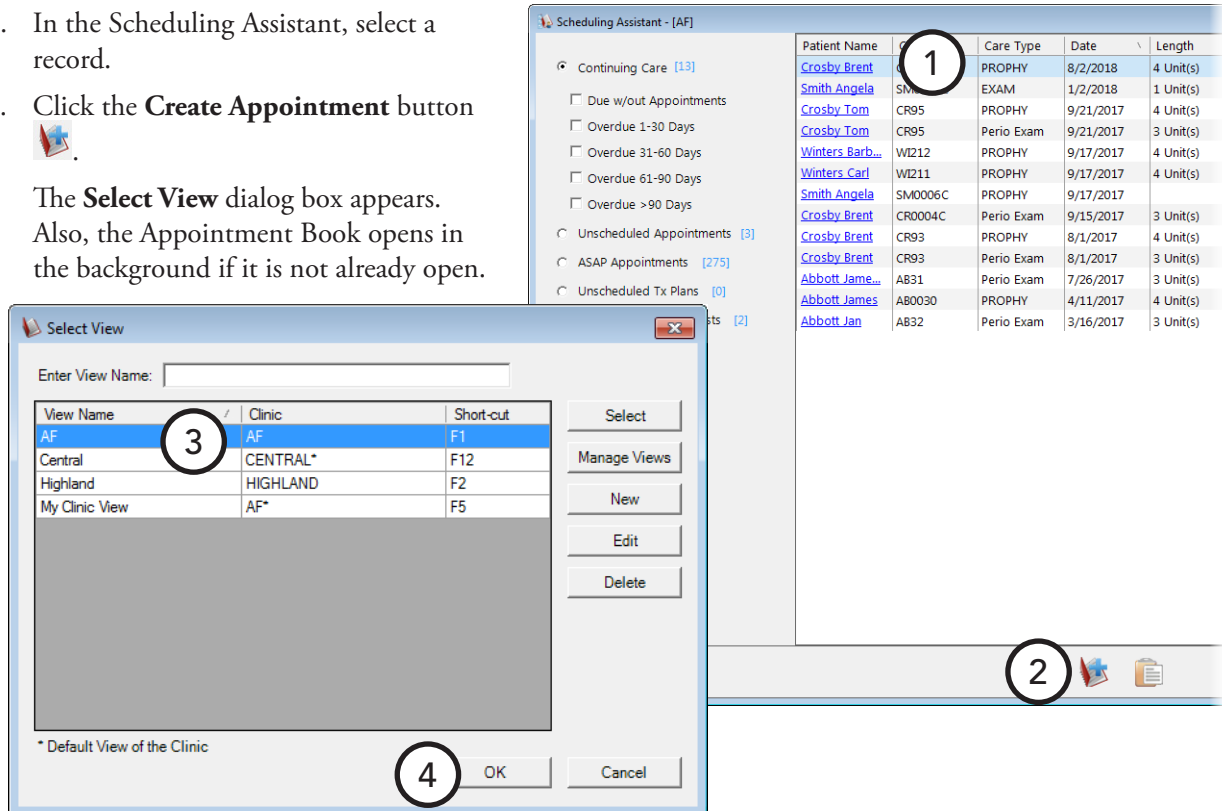 . In the Scheduling Assistant, select a
record.
. Click the Create Appointment button
.
The Select View dialog box appears.
Also, the Appointment Book opens in
the background if it is not already open.
Scheduling Assistant - [AF]
Continuing Care [13]
Due w/out Appointments
Overdue 1-30 Days
Overdue 31-60 Days
Overdue 61-90 Days
Overdue >90 Days
Unscheduled Appointments [3]
ASAP Appointments [275]
Unscheduled Tx Plans [0]
sts [2]
Patient Name Care Type Date Length
1
Crosby Brent PROPHY 8/2/2018 4 Unit(s)
Smith Angela EXAM 1/2/2018 1 Unit(s)
Crosby Tom CR95 PROPHY 9/21/2017 4 Unit(s)
Crosby Tom CR95 Perio Exam 9/21/2017 3 Unit(s)
Winters Barb... WI212 PROPHY 9/17/2017 4 Unit(s)
Winters Carl WI211 PROPHY 9/17/2017 4 Unit(s)
Smith Angela SM0006C PROPHY 9/17/2017
Crosby Brent CR0004C Perio Exam 9/15/2017 3 Unit(s)
Crosby Brent CR93 PROPHY 8/1/2017 4 Unit(s)
Crosby Brent CR93 Perio Exam 8/1/2017 3 Unit(s)
Abbott Jame... AB31 Perio Exam 7/26/2017 3 Unit(s)
Abbott James AB0030 PROPHY 4/11/2017 4 Unit(s)
Abbott Jan AB32 Perio Exam 3/16/2017 3 Unit(s)
2
Select View
Enter View Name:
View Name Clinic Short-cut
3
AF AF F1
Central CENTRAL* F12
Highland HIGHLAND F2
My Clinic View AF* F5
Select
Manage Views
New
Edit
Delete
* Default View of the Clinic
4
OK Cancel